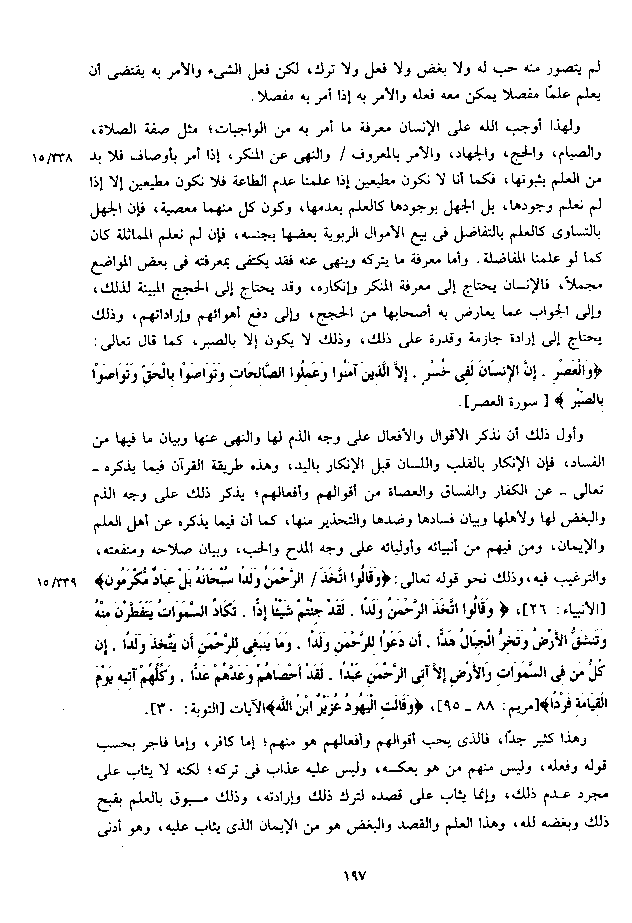 لم يتصور منه حب له ولا بغض ولا فعل ولا ترك، لكن فعل الشىء والأمر به يقتضى أن
يعلم علمًا مفصلا يمكن معه فعله والأمر به إذا أمر به مفصلا.
ولهذا أوجب الله على الإنسان معرفة ما أمر به من الواجبات؛ مثل صفة الصلاة،
والصيام، والحج، والجهاد، والأمر بالمعروف / والنهى عن المنكر، إذا أمر بأوصاف فلا بد
١٥/٣٣٨
من العلم بثبوتها، فكما أنا لا نكون مطيعين إذا علمنا عدم الطاعة فلا نكون مطيعين إلا إذا
لم نعلم وجودها، بل الجهل بوجودها كالعلم بعدمها، وكون كل منهما معصية، فإن الجهل
بالتساوى كالعلم بالتفاضل فى بيع الأموال الربوية بعضها بجنسه، فإن لم نعلم المماثلة كان
كما لو علمنا المفاضلة. وأما معرفة ما يتركه وينهى عنه فقد يكتفى بمعرفته فى بعض المواضع
مجملاً، فالإنسان يحتاج إلى معرفة المنكر وإنكاره، وقد يحتاج إلى الحجج المبينة لذلك،
وإلى الجواب عما يعارض به أصحابها من الحجج، وإلى دفع أهوائهم وإراداتهم، وذلك
يحتاج إلى إرادة جازمة وقدرة على ذلك، وذلك لا يكون إلا بالصبر، كما قال تعالى:
﴿وَالْعَصْرِ . إِنَّ الإِنسَانَ لَفِي خُسْرٍ . إِلاَّ الَّذِينَ آمَنُوا وَعَمِلُوا الصَّالِحَاتِ وَتَوَاصَوْا بِالْحَقِّ وَتَوَاصَوْا
بِالصَّبْرِ ﴾ [ سورة العصر].
وأول ذلك أن نذكر الأقوال والأفعال على وجه الذم لها والنهى عنها وبيان ما فيها من
الفساد، فإن الإنكار بالقلب واللسان قبل الإنكار باليد، وهذه طريقة القرآن فيما يذكره ـ
تعالى ـ عن الكفار والفساق والعصاة من أقوالهم وأفعالهم؛ يذكر ذلك على وجه الذم
والبغض لها ولأهلها وبيان فسادها وضدها والتحذير منها، كما أن فيما يذكره عن أهل العلم
والإيمان، ومن فيهم من أنبيائه وأوليائه على وجه المدح والحب، وبيان صلاحه ومنفعته،
والترغيب فيه، وذلك نحو قوله تعالى: ﴿وَقَالُوا اتَّخَذَ / الرَّحْمَنُ وَلَدًا سُبْحَانَهُ بَلْ عِبَادٌ مُّكْرَمُونَ﴾
١٥/٣٣٩
[الأنبياء: ٢٦]، ﴿ وَقَالُوا اتَّخَذَ الرَّحْمَنُ وَلَدًا . لَقَدْ جِئْتُمْ شَيْئًا إِدًّا . تَكَادُ السَّمَوَاتُ يَتَفَطَّرْنَ مِنْهُ
وَتَنشَقُّ الأَرْضُ وَتَخِرُّ الْجِبَالُ هَدًّا . أَن دَعَوْا لِلرَّحْمَنِ وَلَدًا . وَمَا يَنبَغِي لِلرَّحْمَنِ أَن يَتَّخِذَ وَلَدًا . إِن
كُلُّ مَن فِي السَّمَوَاتِ وَالأَرْضِ إِلاَّ آتِي الرَّحْمَنِ عَبْدًا . لَقَدْ أَحْصَاهُمْ وَعَدَّهُمْ عَدًّا . وَكُلُّهُمْ آتِيهِ يَوْمَ
الْقِيَامَةِ فَرْدًا﴾[مريم: ٨٨ ـ ٩٥]، ﴿وَقَالَتِ الْيَهُودُ عُزَيْرٌ ابْنُ اللَّهِ﴾الآيات [التوبة: ٣٠].
وهذا كثير جدًا، فالذى يحب أقوالهم وأفعالهم هو منهم؛ إما كافر، وإما فاجر بحسب
قوله وفعله، وليس منهم من هو بعكسه، وليس عليه عذاب فى تركه؛ لكنه لا يثاب على
مجرد عدم ذلك، وإنما يثاب على قصده لترك ذلك وإرادته، وذلك مسبوق بالعلم بقبح
ذلك وبغضه لله، وهذا العلم والقصد والبغض هو من الإيمان الذى يثاب عليه، وهو أدنى
١٩٧